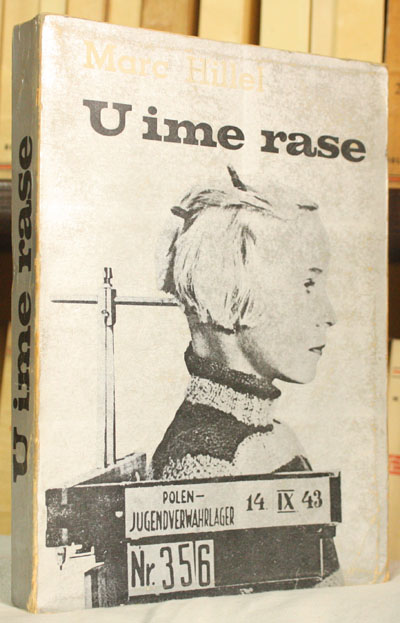 Marc Hillel
U ime rase
U ime rase
POLEN-
JUGENDVERWAHRLAGER
14 IX 43
Nr. 356